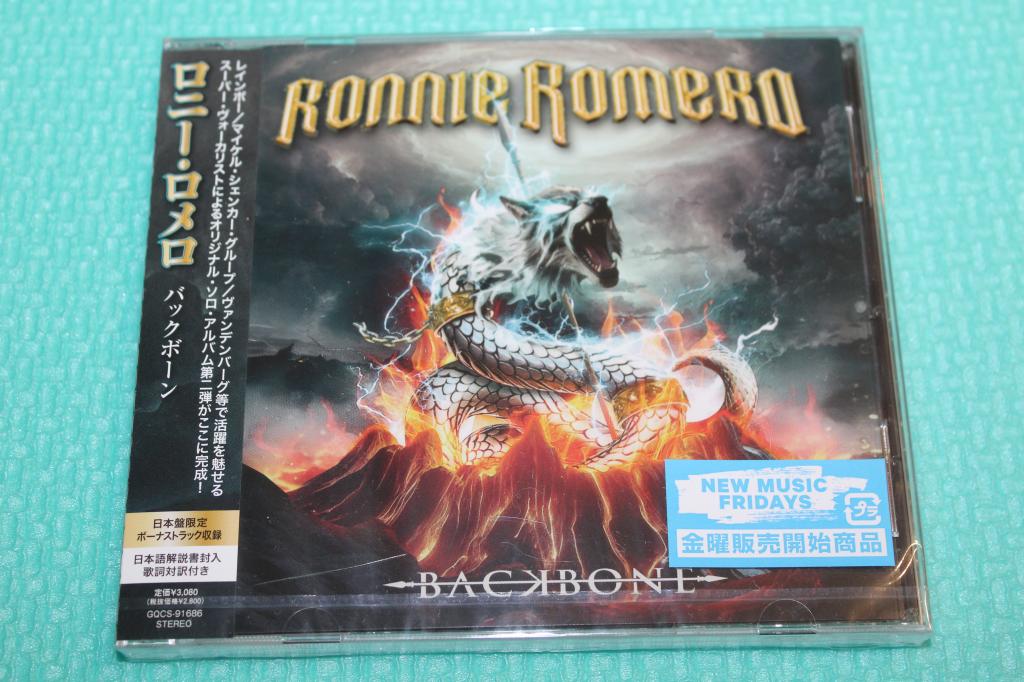 RONNIE ROMERO
レインボー/マイケル・シェンカー・グループ/ヴァンデンバーグ等で活躍を魅せる
スーパー・ヴォーカリストによるオリジナル・ソロ・アルバム第二弾がここに完成!
ロニー・ロメロ
バックボーン
日本盤限定
ボーナストラック収録
日本語解説書封入
歌詞対訳付き
定価¥3,080
(税抜価格¥2,800)
GQCS-91686
STEREO
NEW MUSIC
FRIDAYS
プラ
金曜販売開始商品
BACKBONE